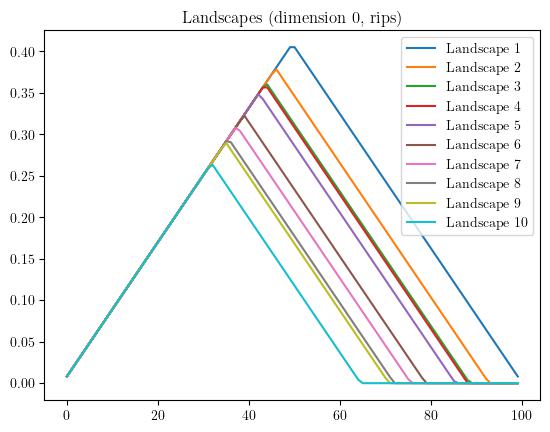 Landscapes (dimension 0, rips)
Landscape 1
Landscape 2
Landscape 3
Landscape 4
Landscape 5
Landscape 6
Landscape 7
Landscape 8
Landscape 9
Landscape 10
0.40
0.35
0.30
0.25
0.20
0.15
0.10
0.05
0.00
0 20 40 60 80 100